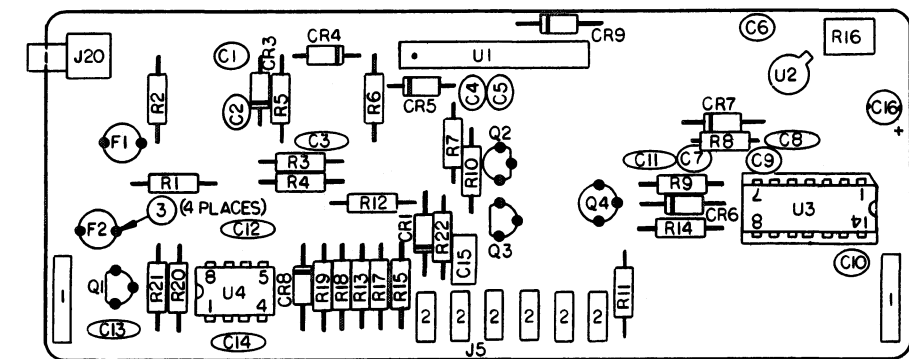 J20
C1
CR3
CR4
U1
CR9
C6
R16
U2
R2
C2
R5
R6
CR5
C4
C5
CR7
C16
+
F1
C3
R7
R10
Q2
R8
C8
R3
R4
C11
C7
C9
R1
R9
7
1
3
(4 PLACES)
R12
CR1
Q4
CR6
U3
F2
C12
R22
Q3
R14
8
14
C15
C10
1
Q1
R21
R20
8
5
U4
1
4
CR8
R19
R18
R13
R17
R15
R11
1
2
2
2
2
2
2
C13
C14
J5